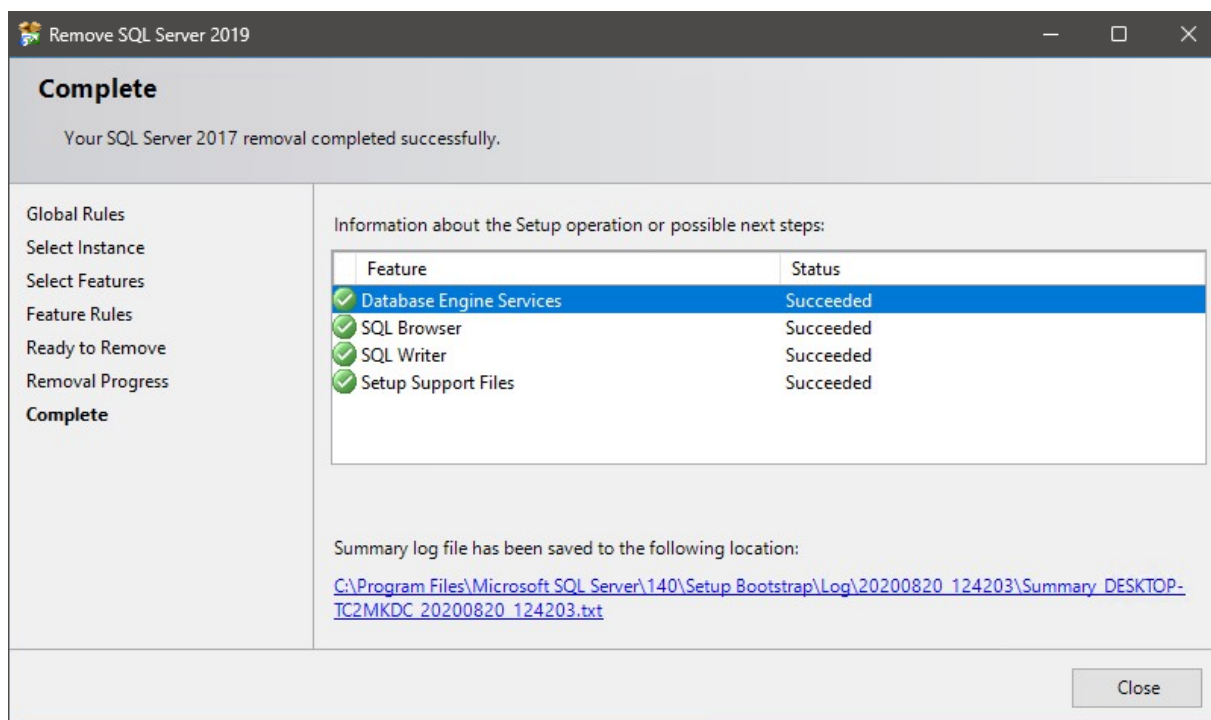 Remove SQL Server 2019
Complete
Your SQL Server 2017 removal completed successfully.
Global Rules
Select Instance
Select Features
Feature Rules
Ready to Remove
Removal Progress
Complete
Information about the Setup operation or possible next steps:
Feature Status
Database Engine Services Succeeded
SQL Browser Succeeded
SQL Writer Succeeded
Setup Support Files Succeeded
Summary log file has been saved to the following location:
C:\Program Files\Microsoft SQL Server\140\Setup Bootstrap\Log\20200820_124203\Summary_DESKTOP-
TC2MKDC_20200820_124203.txt
Close